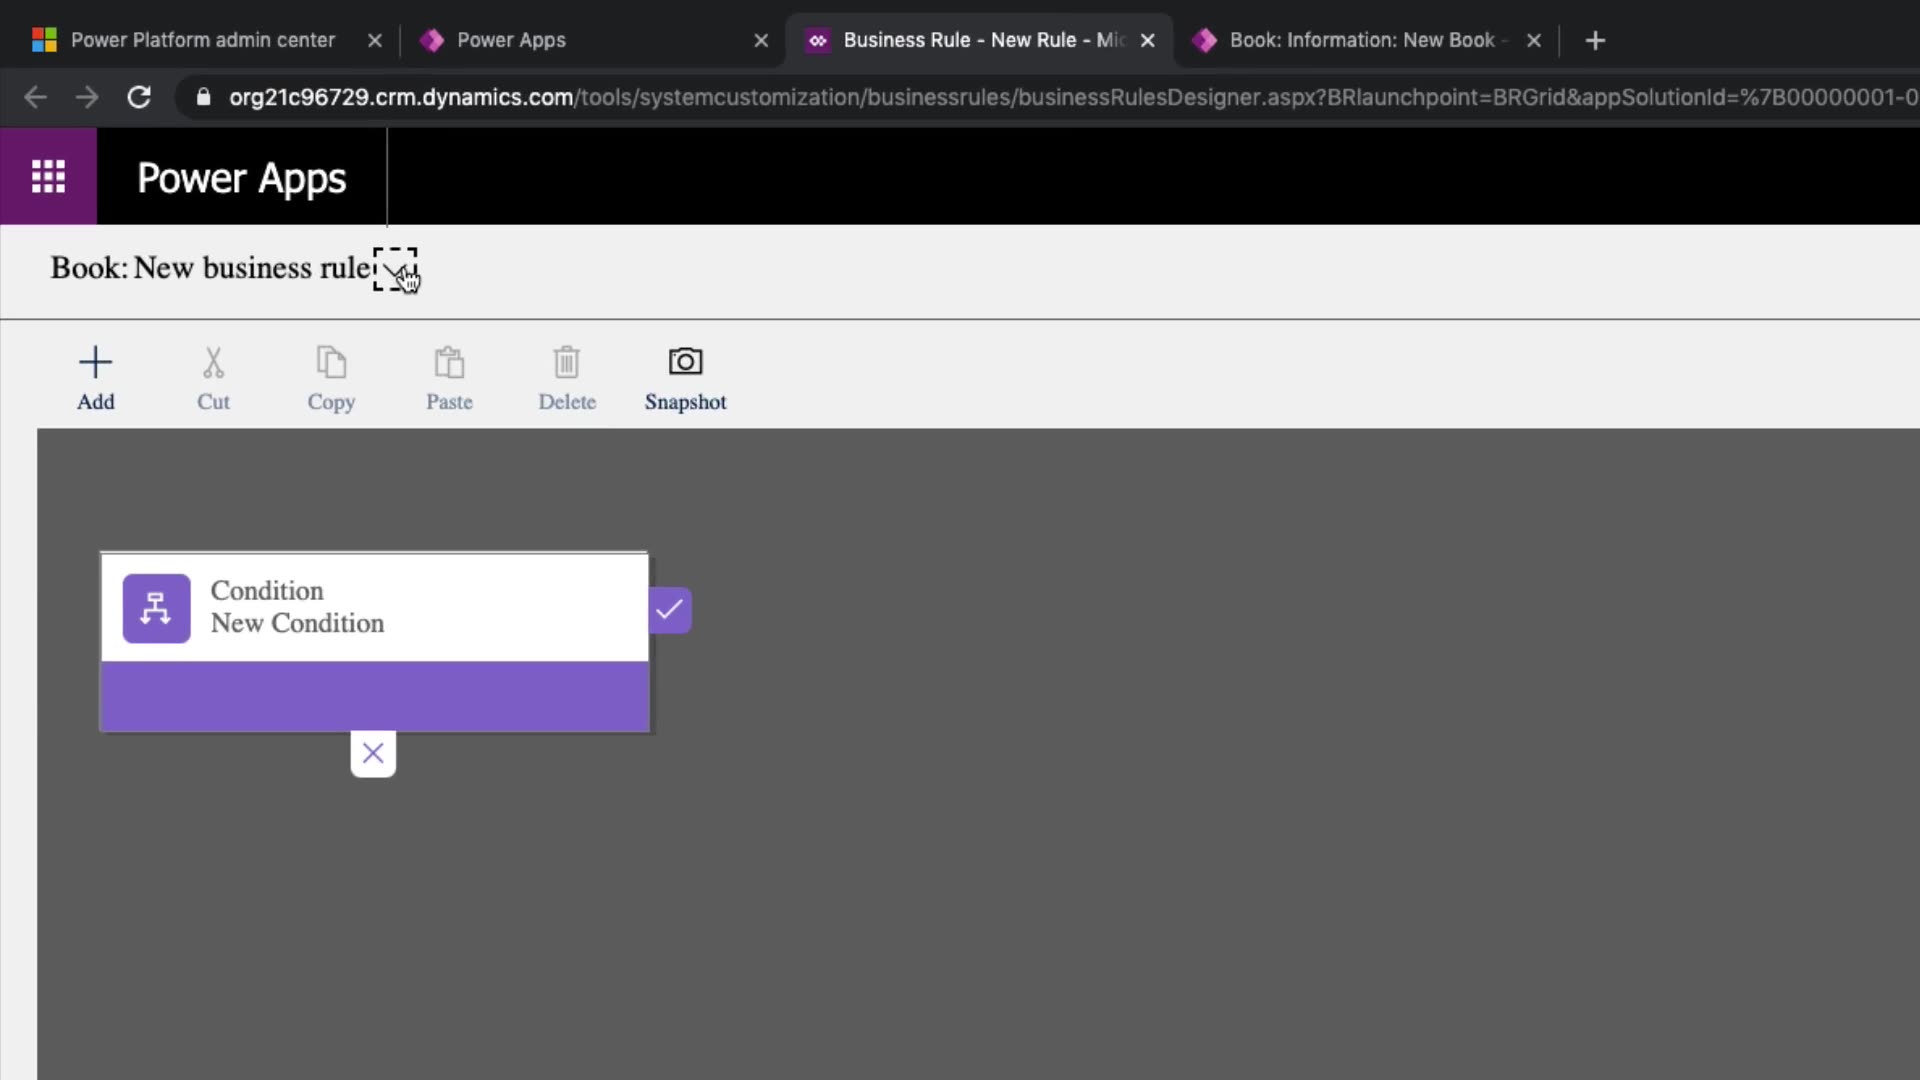 Power Platform admin center
Power Apps
Business Rule - New Rule - Mic
Book: Information: New Book -
org21c96729.crm.dynamics.com/tools/systemcustomization/businessrules/businessRulesDesigner.aspx?BRlaunchpoint=BRGrid&appSolutionId=%7B00000001-0
Power Apps
Book: New business rule
Add
Cut
Copy
Paste
Delete
Snapshot
Condition
New Condition